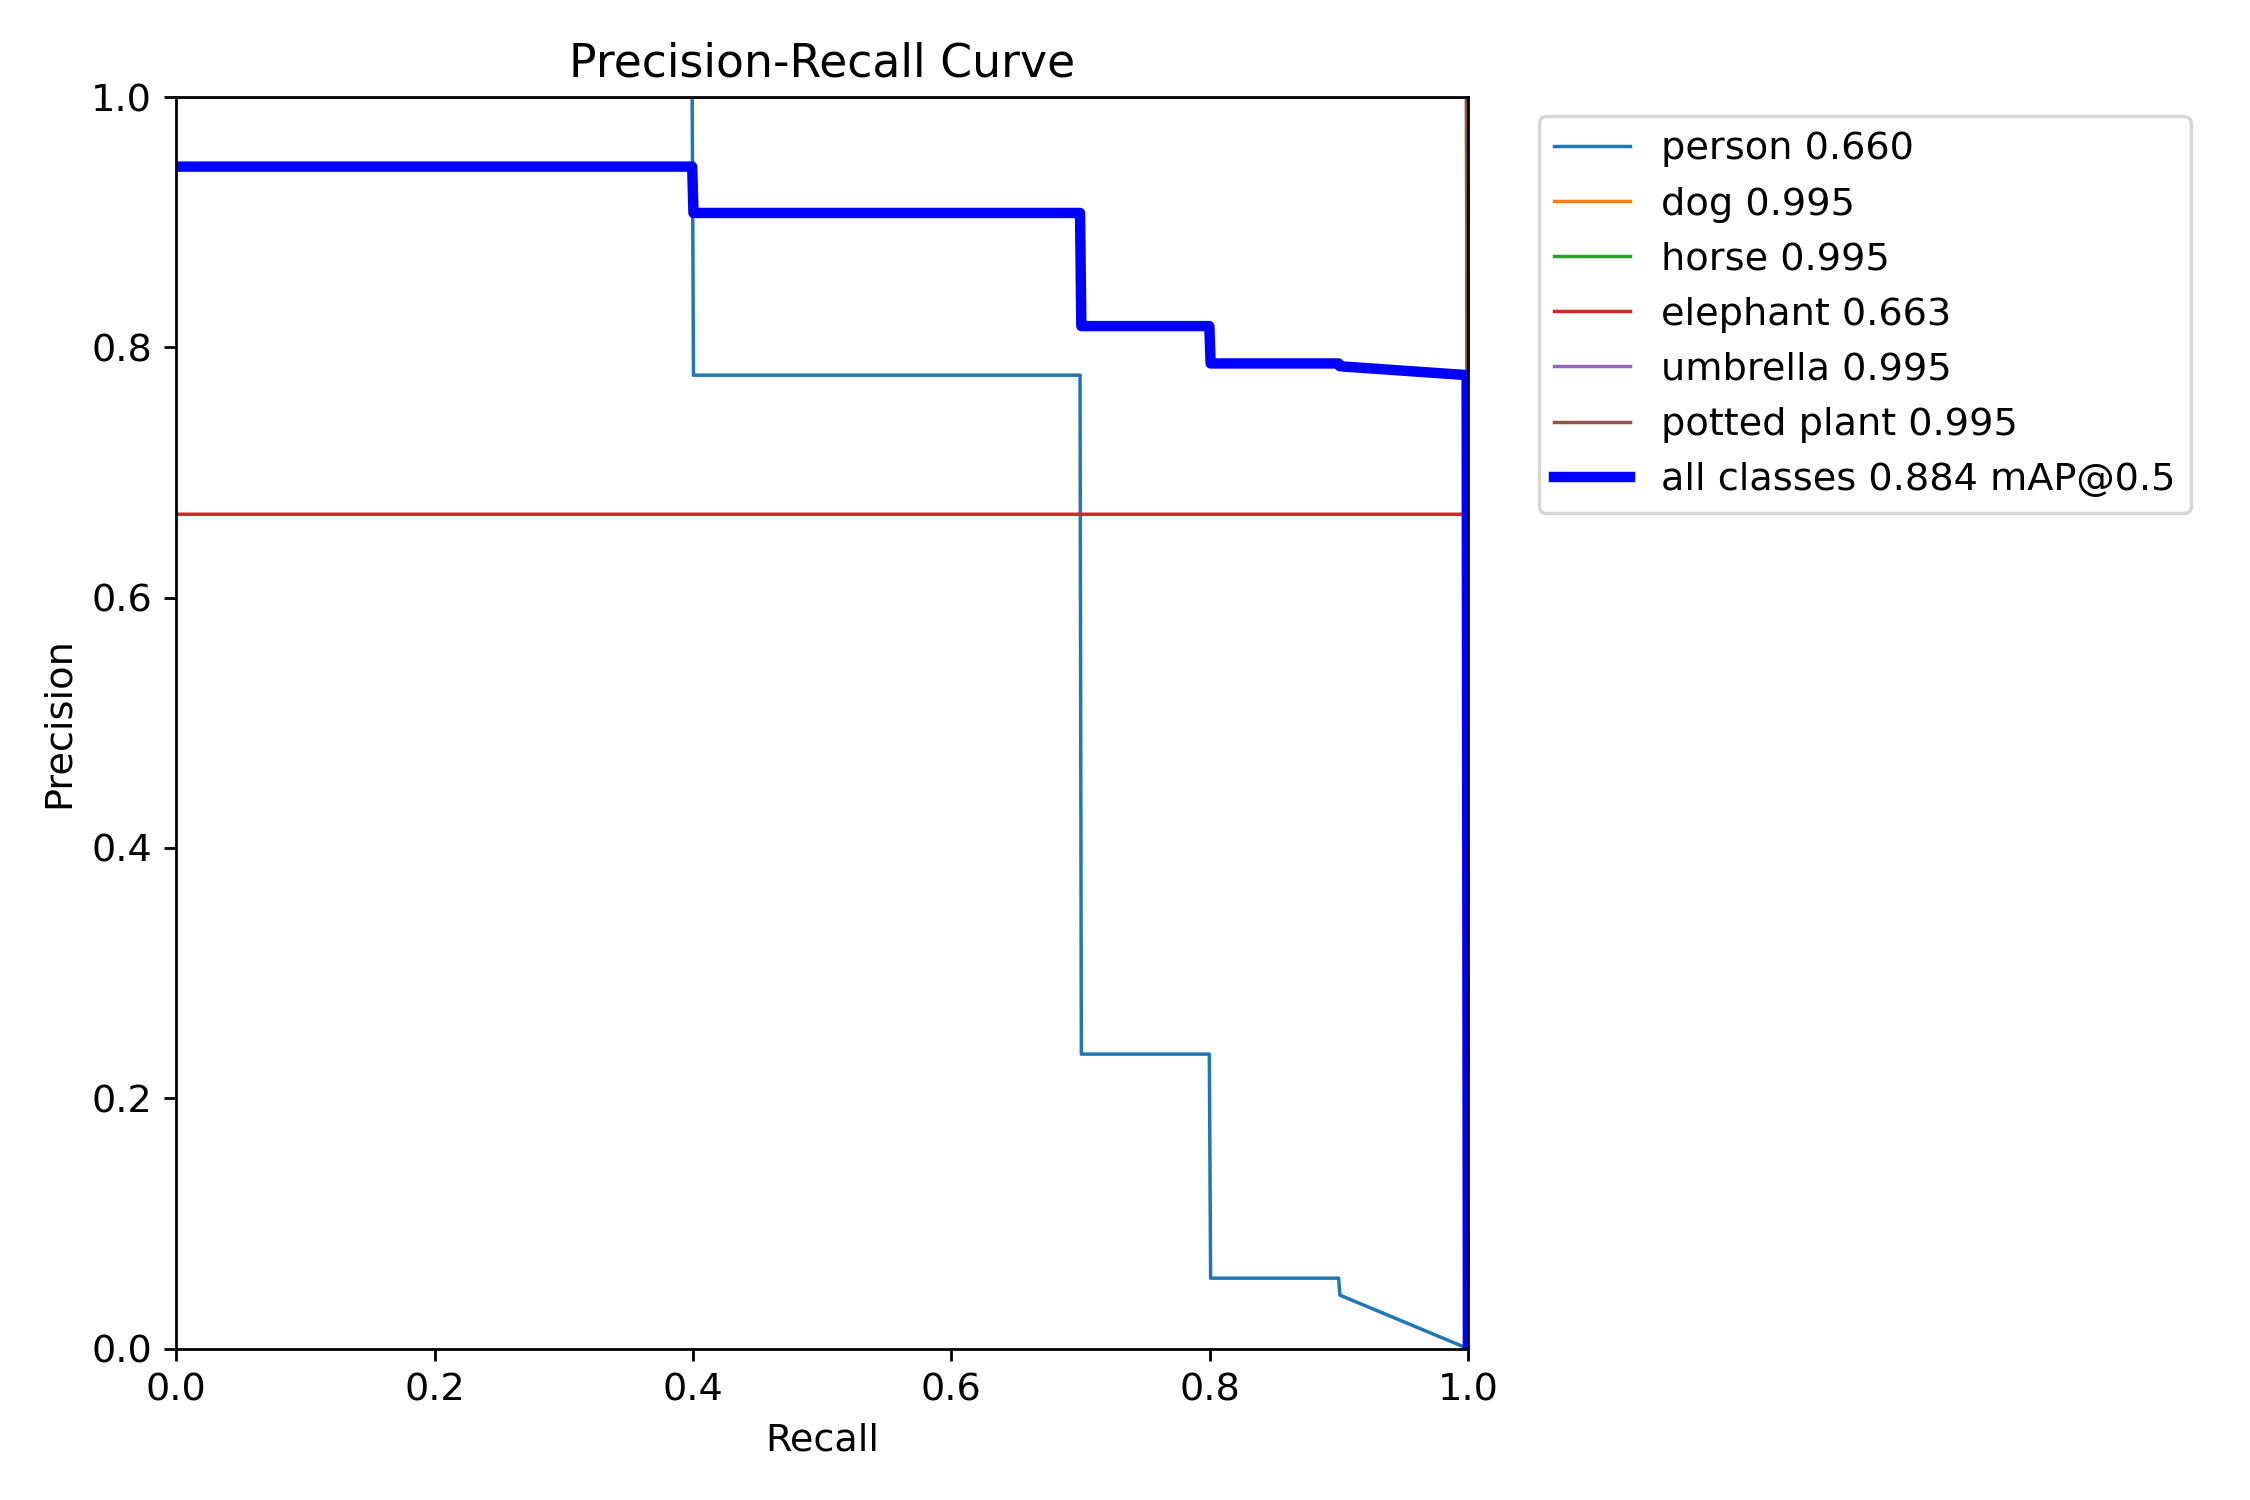 Precision-Recall Curve
1.0
0.8
0.6
0.4
0.2
0.0
Precision
0.0 0.2 0.4 0.6 0.8 1.0
Recall
person 0.660
dog 0.995
horse 0.995
elephant 0.663
umbrella 0.995
potted plant 0.995
all classes 0.884 mAP@0.5